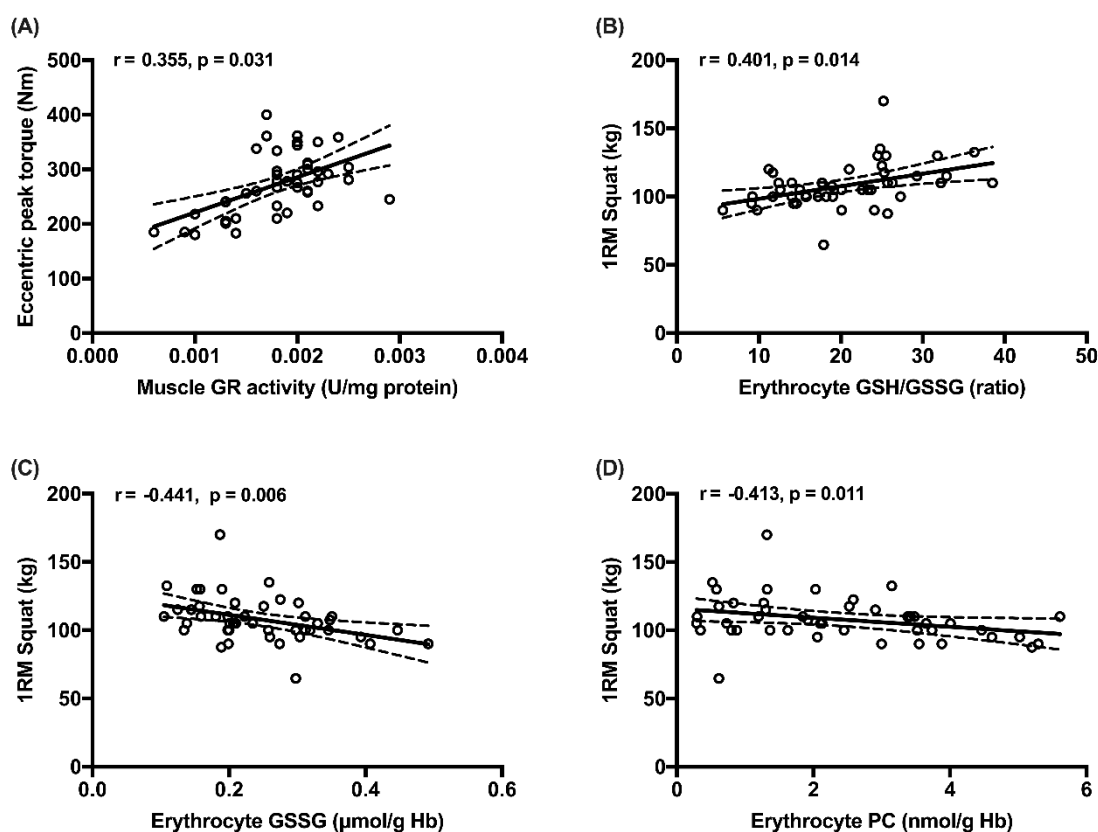 (A)
r = 0.355, p = 0.031
Eccentric peak torque (Nm)
500
400
300
200
100
0
0.000 0.001 0.002 0.003 0.004
Muscle GR activity (U/mg protein)
(B)
r = 0.401, p = 0.014
1RM Squat (kg)
200
150
100
50
0
0 10 20 30 40 50
Erythrocyte GSH/GSSG (ratio)
(C)
r = -0.441, p = 0.006
1RM Squat (kg)
200
150
100
50
0
0.0 0.2 0.4 0.6
Erythrocyte GSSG (μmol/g Hb)
(D)
r = -0.413, p = 0.011
1RM Squat (kg)
200
150
100
50
0
0 2 4 6
Erythrocyte PC (nmol/g Hb)